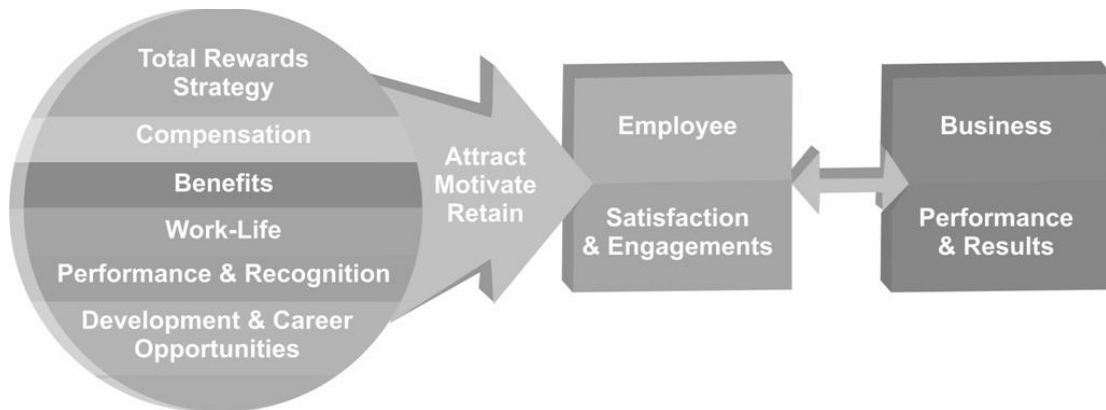 Total Rewards
Strategy
Compensation
Benefits
Work-Life
Performance & Recognition
Development & Career
Opportunities
Attract
Motivate
Retain
Employee
Satisfaction
& Engagements
Business
Performance
& Results